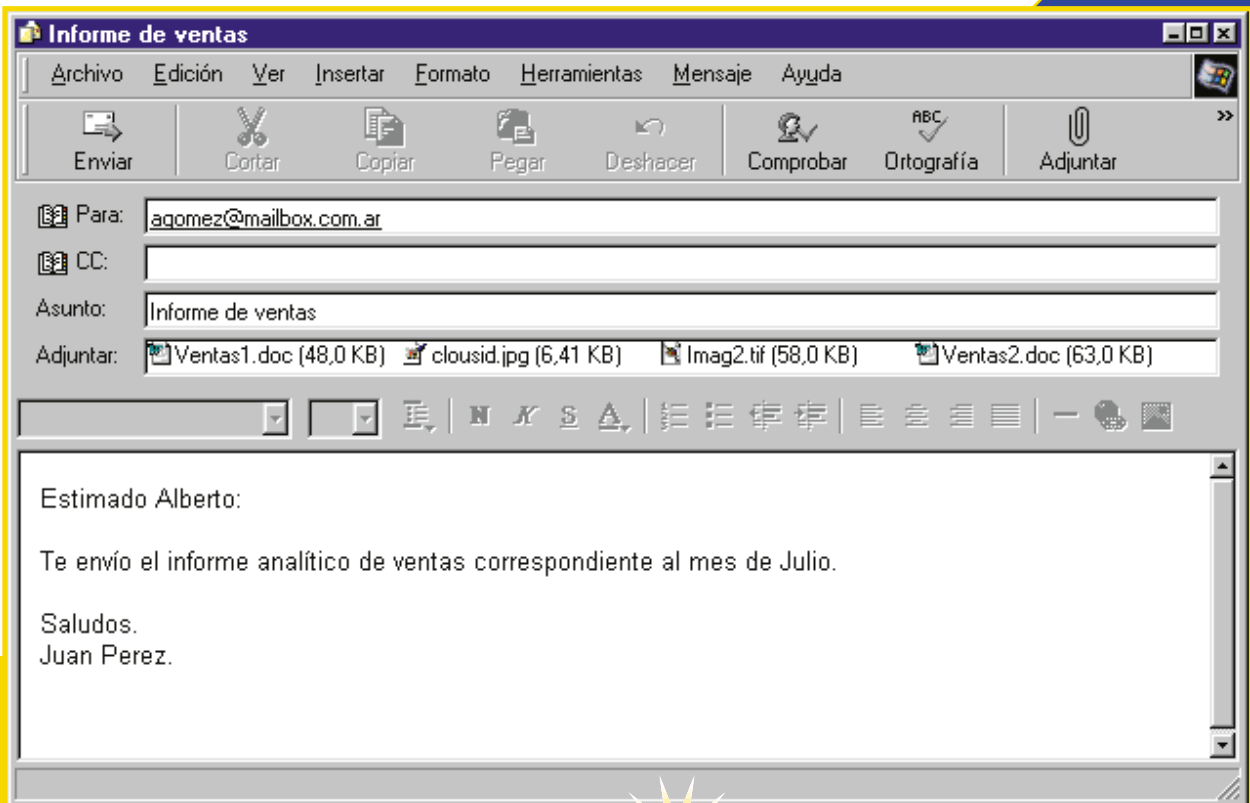 Informe de ventas
Archivo Edición Ver Insertar Formato Herramientas Mensaje Ayuda
Enviar Cortar Copiar Pegar Deshacer Comprobar ABC Ortografía Adjuntar »
Para: agomez@mailbox.com.ar
CC:
Asunto: Informe de ventas
Adjuntar: Ventas1.doc (48,0 KB) clousid.jpg (6,41 KB) Imag2.tif (58,0 KB) Ventas2.doc (63,0 KB)
N K S A
Estimado Alberto:
Te envío el informe analítico de ventas correspondiente al mes de Julio.
Saludos.
Juan Perez.